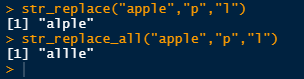 > str_replace("apple","p","l")
[1] "alple"
> str_replace_all("apple","p","l")
[1] "allle"
>